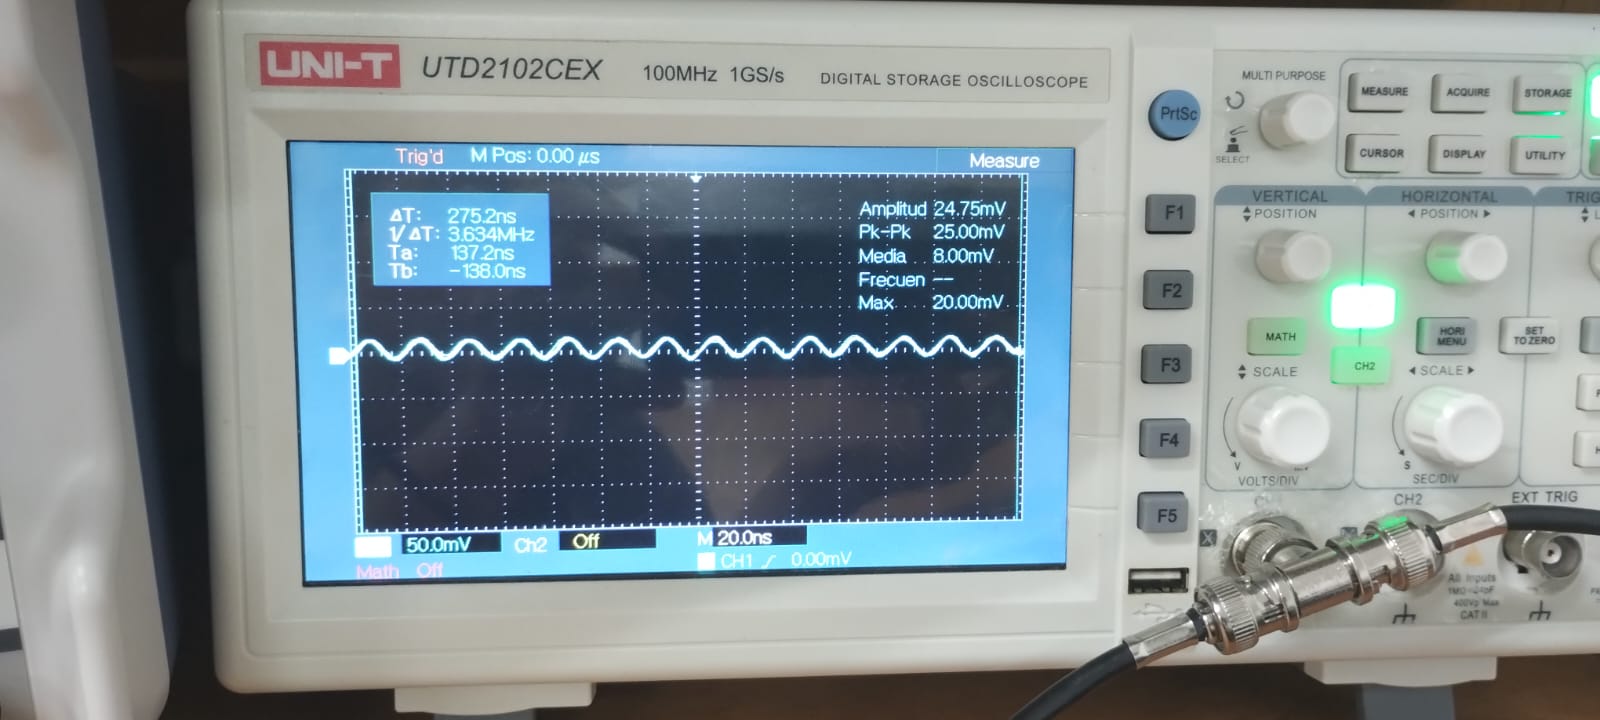 UNI-T UTD2102CEX 100MHz 1GS/s DIGITAL STORAGE OSCILLOSCOPE
Trig'd M Pos: 0.00 µs Measure
ΔT: 275.2ns
1/ΔT: 3.634MHz
Ta: 137.2ns
Tb: -138.0ns
Amplitud 24.75mV
Pk-Pk 25.00mV
Media 8.00mV
Frecuen --
Max 20.00mV
50.0mV Ch2 Off M 20.0ns
Math Off CH1 0.00mV
PrtSc
F1
F2
F3
F4
F5
MULTI PURPOSE
SELECT
MEASURE ACQUIRE STORAGE
CURSOR DISPLAY UTILITY
VERTICAL HORIZONTAL TRIG
POSITION POSITION
MATH
CH2
HORI MENU
SET TO ZERO
SCALE SCALE
V S
VOLTS/DIV SEC/DIV
CH2 EXT TRIG
X
All Inputs
400Vp Max
CAT II